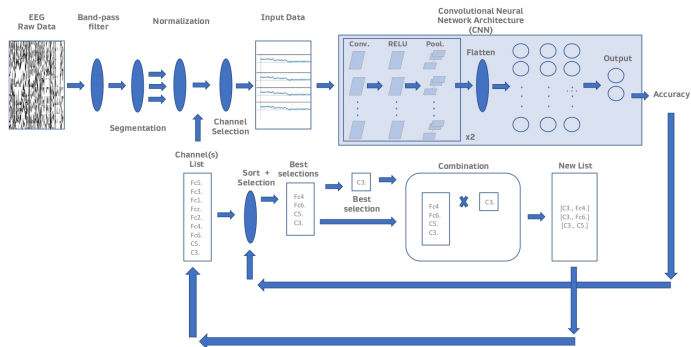 EEG
Raw Data
Band-pass
filter
Segmentation
Normalization
Channel
Selection
Input Data
Convolutional Neural
Network Architecture
(CNN)
Conv.
RELU
Pool.
x2
Flatten
Output
Accuracy
Channel(s)
List
Fc5.
Fc3.
Fc1.
Fcz.
Fc2.
Fc4.
Fc6.
C5.
C3.
Sort +
Selection
Best
selections
Fc4
Fc6.
C5.
C3.
C3.
Best
selection
Combination
Fc4
Fc6.
C5.
C3.
C3.
New List
[C3., Fc4.]
[C3., Fc6.]
[C3., C5.]